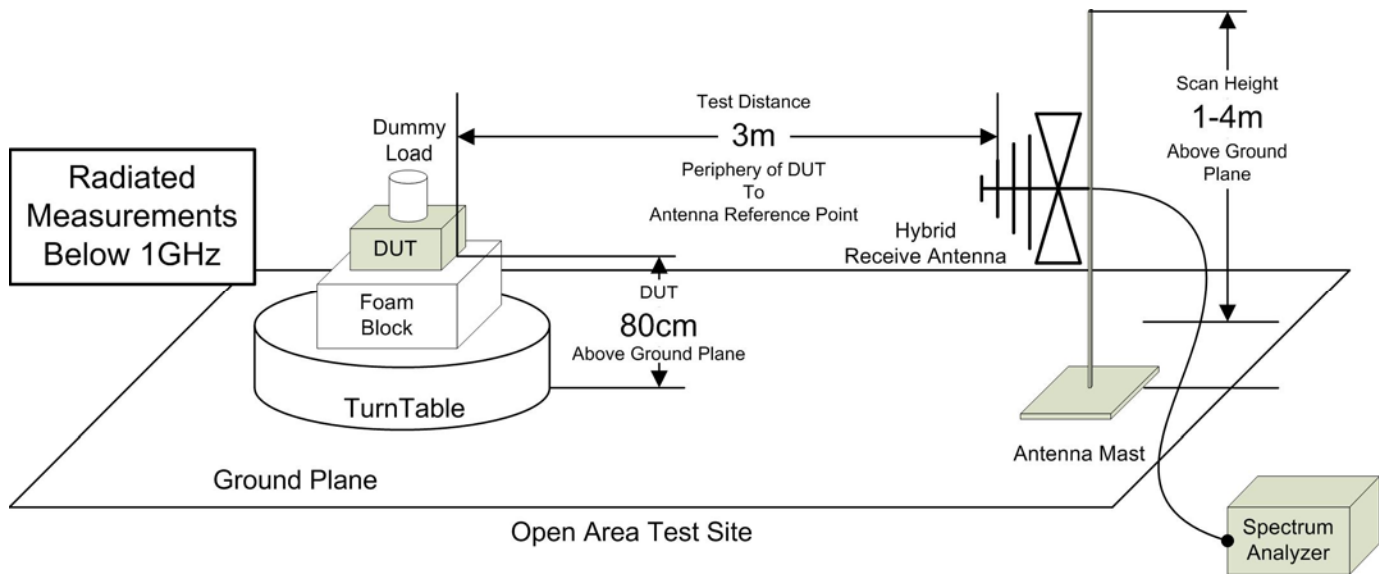 Radiated
Measurements
Below 1GHz
Dummy
Load
DUT
Foam
Block
TurnTable
Ground Plane
Test Distance
3m
Periphery of DUT
To
Antenna Reference Point
DUT
80cm
Above Ground Plane
Hybrid
Receive Antenna
Scan Height
1-4m
Above Ground
Plane
Antenna Mast
Open Area Test Site
Spectrum
Analyzer